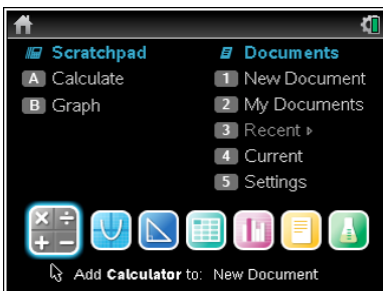 Scratchpad
A Calculate
B Graph
Documents
1 New Document
2 My Documents
3 Recent ▸
4 Current
5 Settings
Add Calculator to: New Document